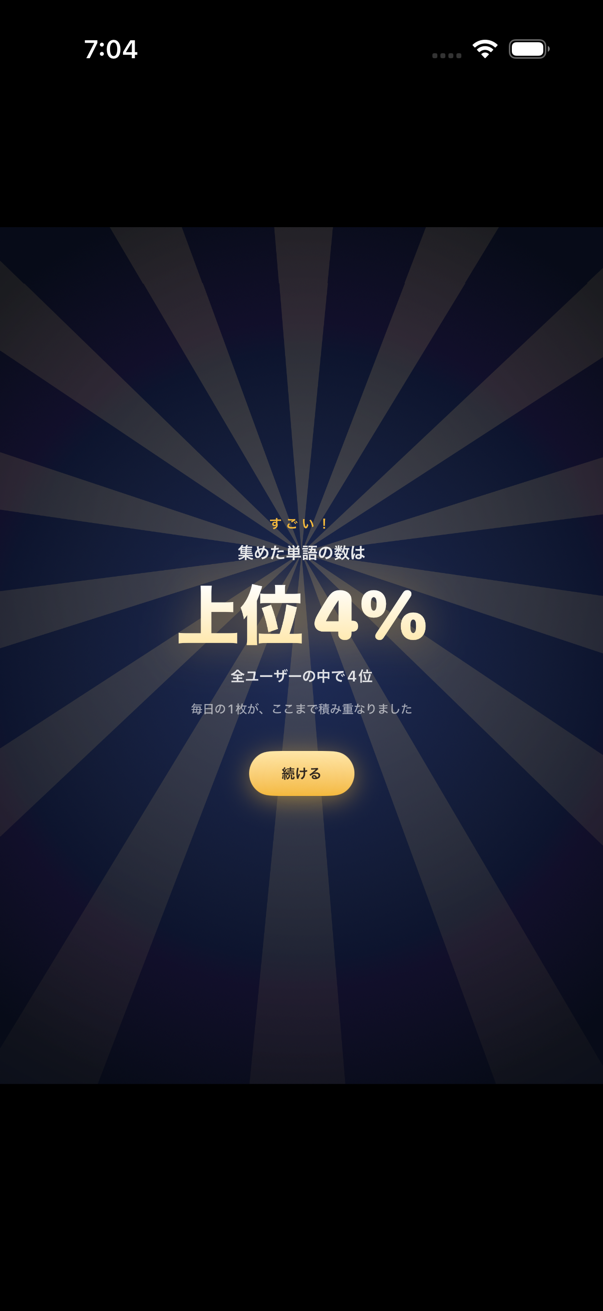 7:04
すごい！
集めた単語の数は
上位4%
全ユーザーの中で4位
毎日の1枚が、ここまで積み重なりました
続ける